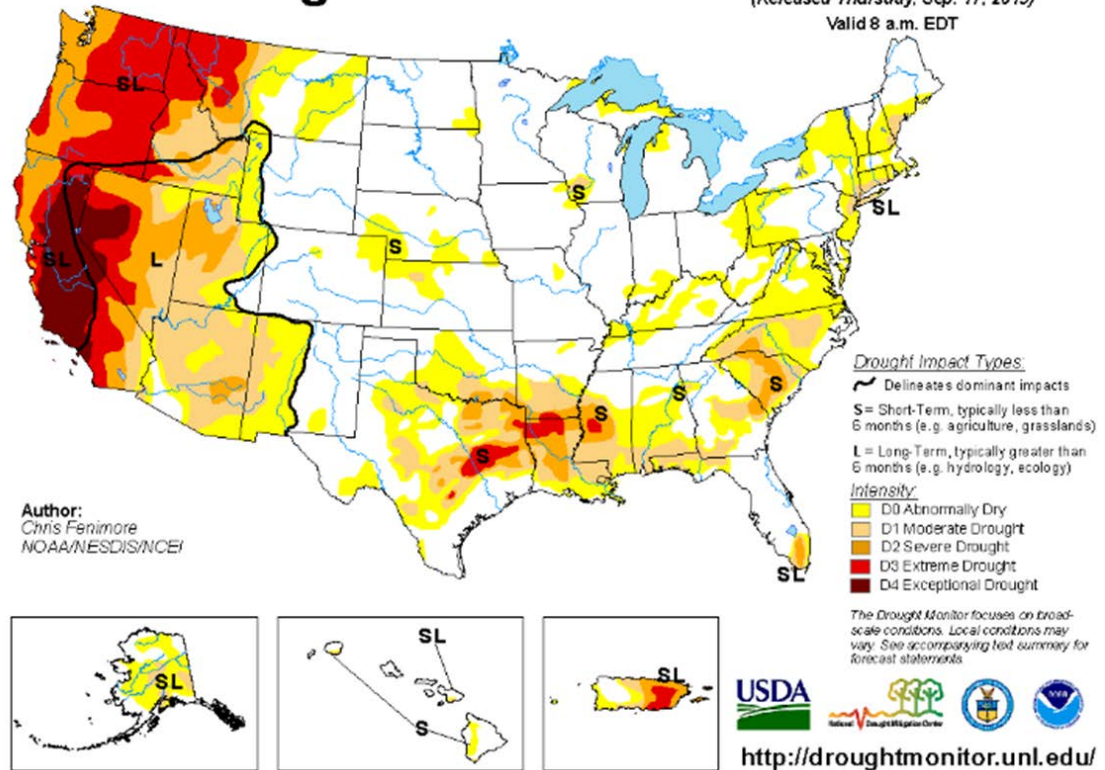 (Released Thursday, Sep. 17, 2015)
Valid 8 a.m. EDT
SL
S
SL
SL
L
S
S
S
S
S
SL
Drought Impact Types:
Delineates dominant impacts
S = Short-Term, typically less than
6 months (e.g. agriculture, grasslands)
L = Long-Term, typically greater than
6 months (e.g. hydrology, ecology)
Intensity:
D0 Abnormally Dry
D1 Moderate Drought
D2 Severe Drought
D3 Extreme Drought
D4 Exceptional Drought
Author:
Chris Fenimore
NOAA/NESDIS/NCEI
The Drought Monitor focuses on broad-
scale conditions. Local conditions may
vary. See accompanying text summary for
forecast statements.
SL
SL
S
SL
USDA
National Drought Mitigation Center
http://droughtmonitor.unl.edu/